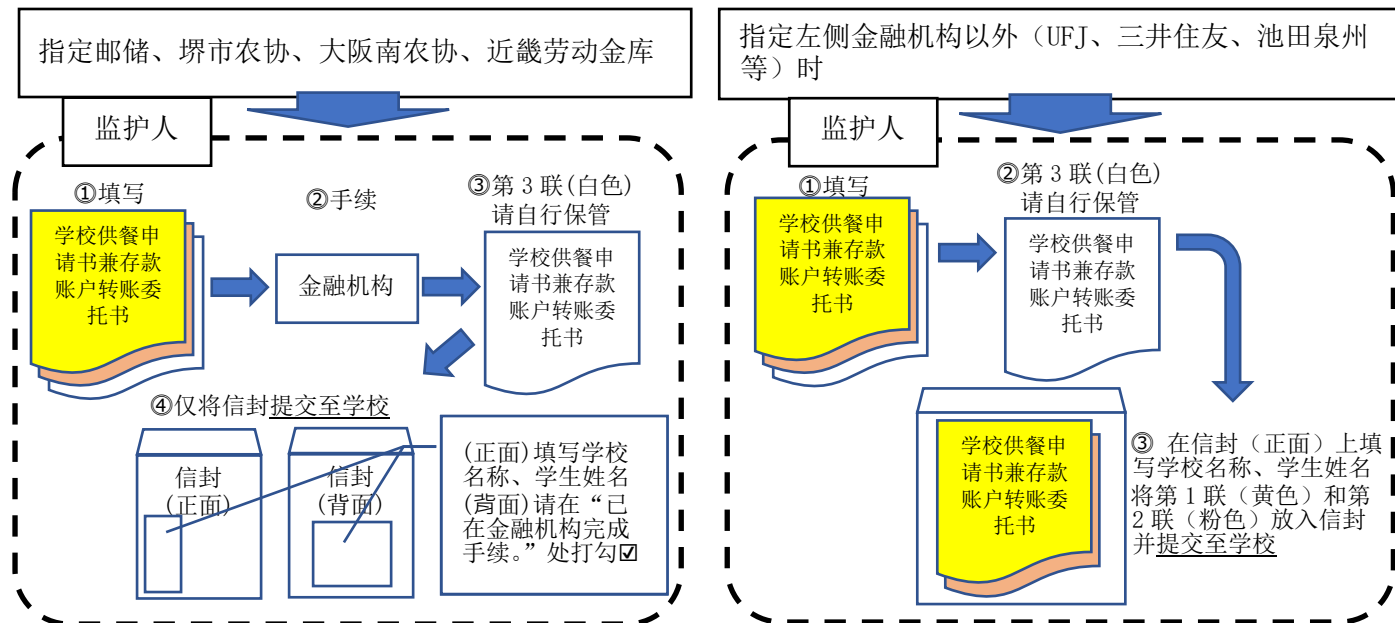 指定邮储、堺市农协、大阪南农协、近畿劳动金库
监护人
①填写
学校供餐申
请书兼存款
账户转账委
托书
②手续
金融机构
③第 3 联(白色)
请自行保管
学校供餐申
请书兼存款
账户转账委
托书
④仅将信封提交至学校
信封
(正面)
信封
(背面)
(正面)填写学校
名称、学生姓名
(背面)请在“已
在金融机构完成
手续。”处打勾☑
指定左侧金融机构以外（UFJ、三井住友、池田泉州
等）时
监护人
①填写
学校供餐申
请书兼存款
账户转账委
托书
②第 3 联(白色)
请自行保管
学校供餐申
请书兼存款
账户转账委
托书
学校供餐申
请书兼存款
账户转账委
托书
③ 在信封（正面）上填
写学校名称、学生姓名
将第 1 联（黄色）和第
2 联（粉色）放入信封
并提交至学校